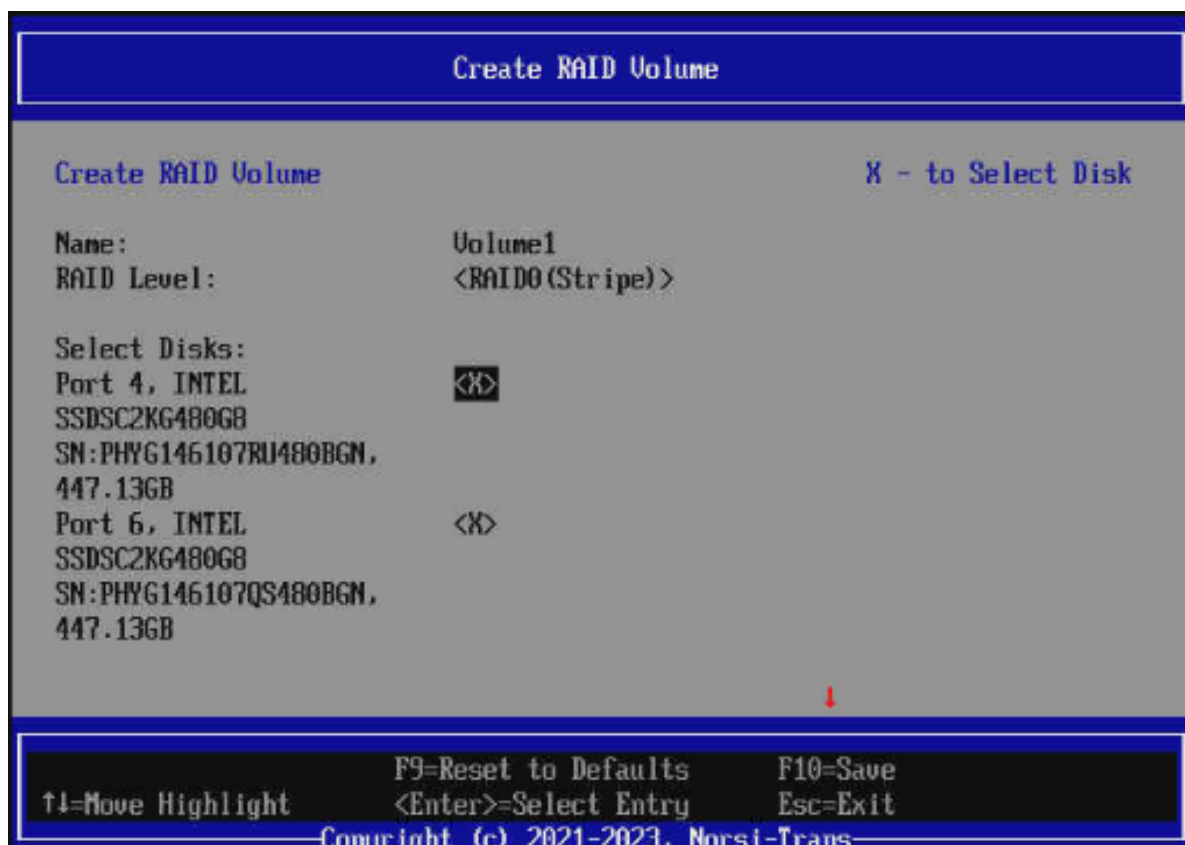 Create RAID Volume
Create RAID Volume X - to Select Disk
Name: Volume1
RAID Level: <RAID0(Stripe)>
Select Disks:
Port 4, INTEL <X>
SSDSC2KG480G8
SN:PHYG146107RU480BGN,
447.13GB
Port 6, INTEL <X>
SSDSC2KG480G8
SN:PHYG146107QS480BGN,
447.13GB
↓
F9=Reset to Defaults F10=Save
↑↓=Move Highlight <Enter>=Select Entry Esc=Exit
Copyright (c) 2021-2023, Norsi-Trans